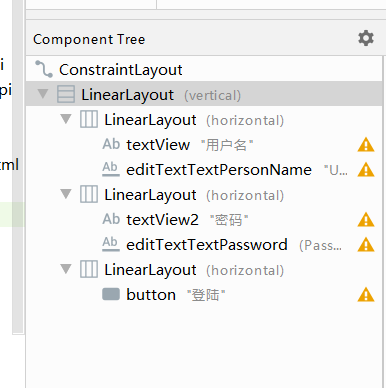 Component Tree
i
ConstraintLayout
pi
LinearLayout (vertical)
LinearLayout (horizontal)
Ab textView "用户名"
Ab editTextTextPersonName "U...
ml
LinearLayout (horizontal)
Ab textView2 "密码"
Ab editTextTextPassword (Pass...
LinearLayout (horizontal)
button "登陆"